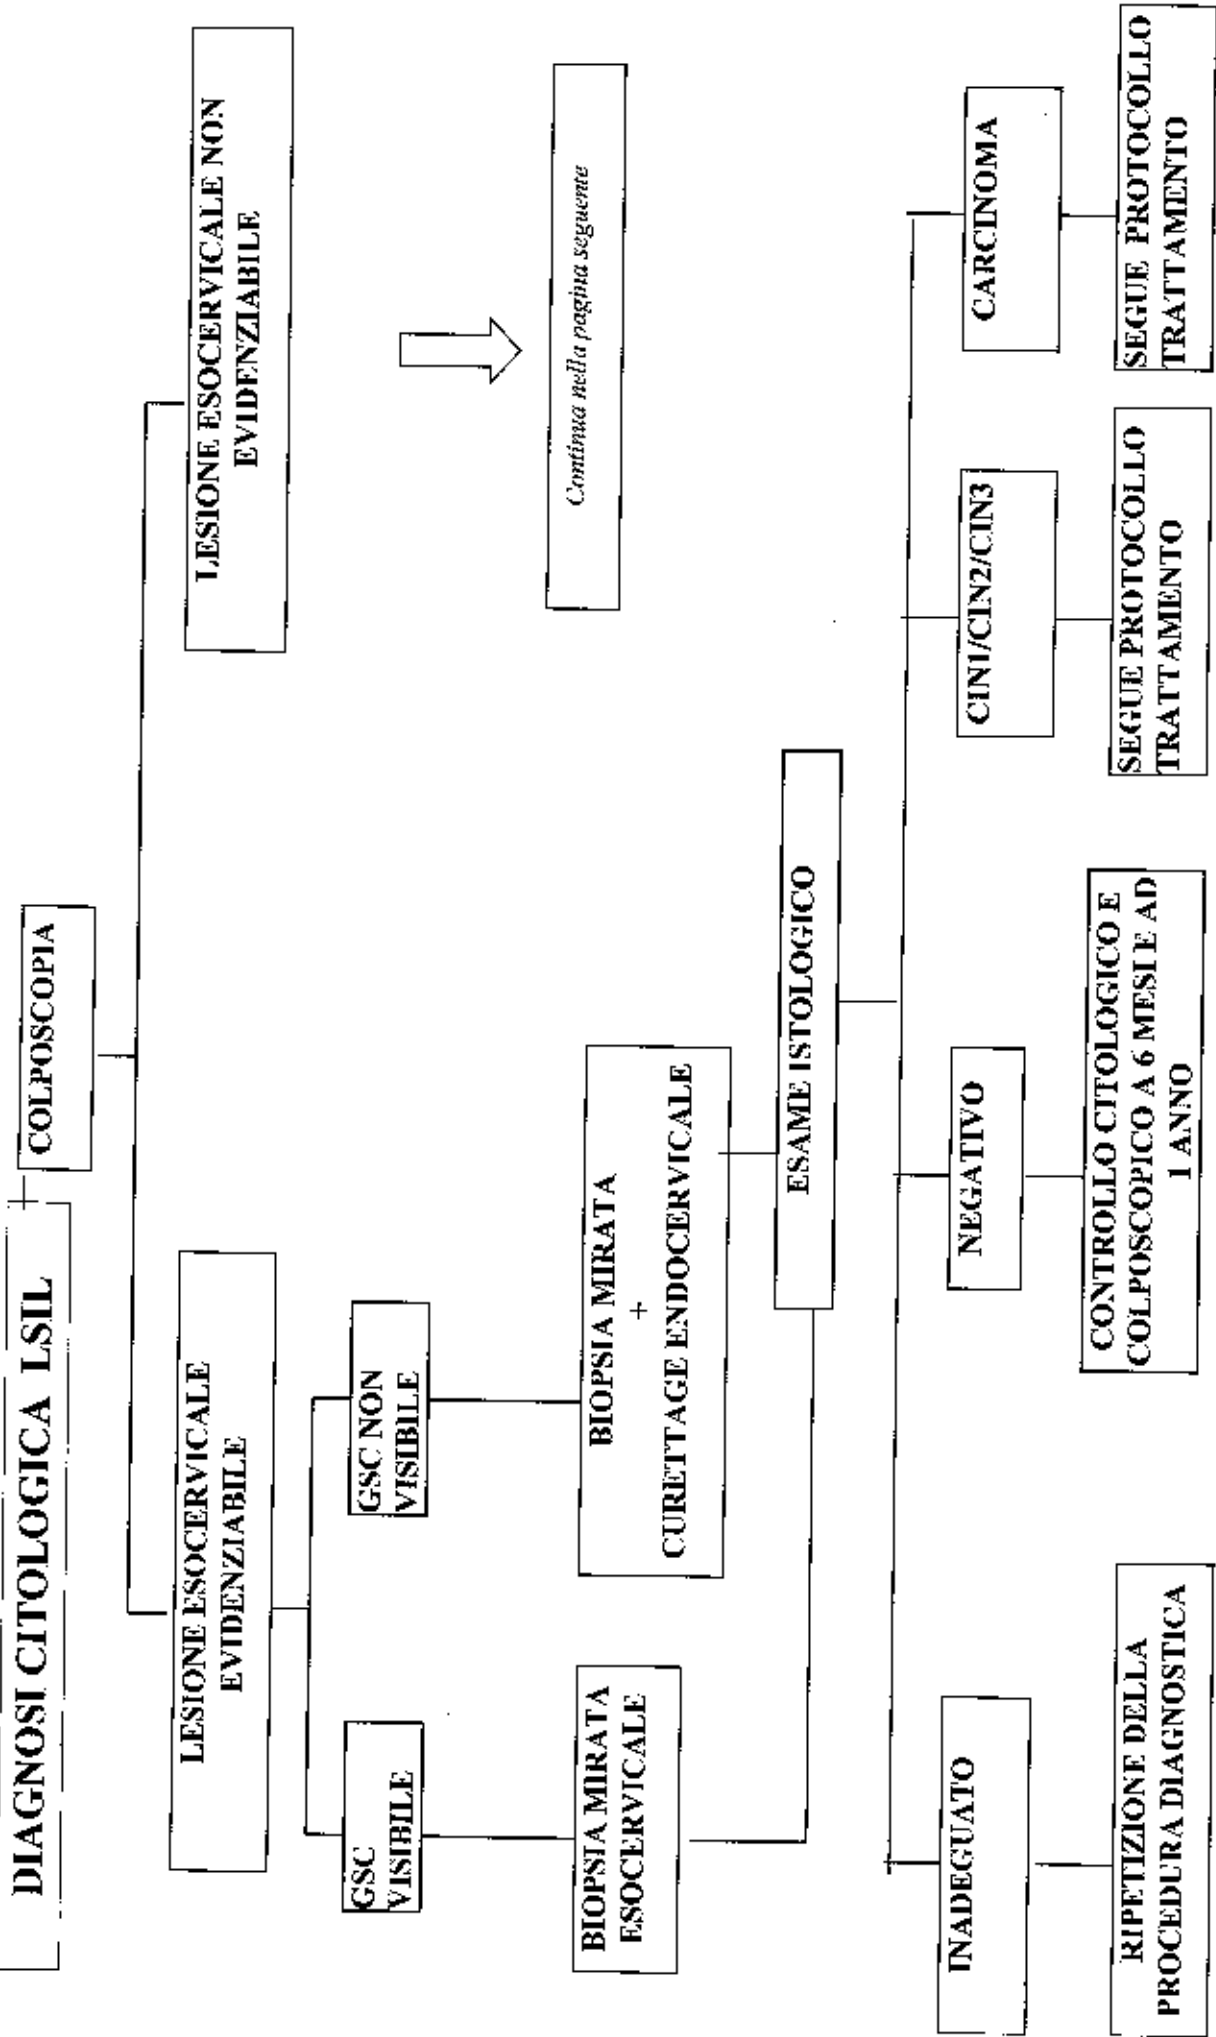 DIAGNOSI CITOLOGICA LSIL
+
COLPOSCOPIA
LESIONE ESOCERVICALE
EVIDENZIABILE
LESIONE ESOCERVICALE NON
EVIDENZIABILE
GSC
VISIBILE
GSC NON
VISIBILE
Continua nella pagina seguente
BIOPSIA MIRATA
ESOCERVICALE
BIOPSIA MIRATA
+
CURETTAGE ENDOCERVICALE
ESAME ISTOLOGICO
INADEGUATO
NEGATIVO
CIN1/CIN2/CIN3
CARCINOMA
RIPETIZIONE DELLA
PROCEDURA DIAGNOSTICA
CONTROLLO CITOLOGICO E
COLPOSCOPICO A 6 MESI E AD
1 ANNO
SEGUE PROTOCOLLO
TRATTAMENTO
SEGUE PROTOCOLLO
TRATTAMENTO